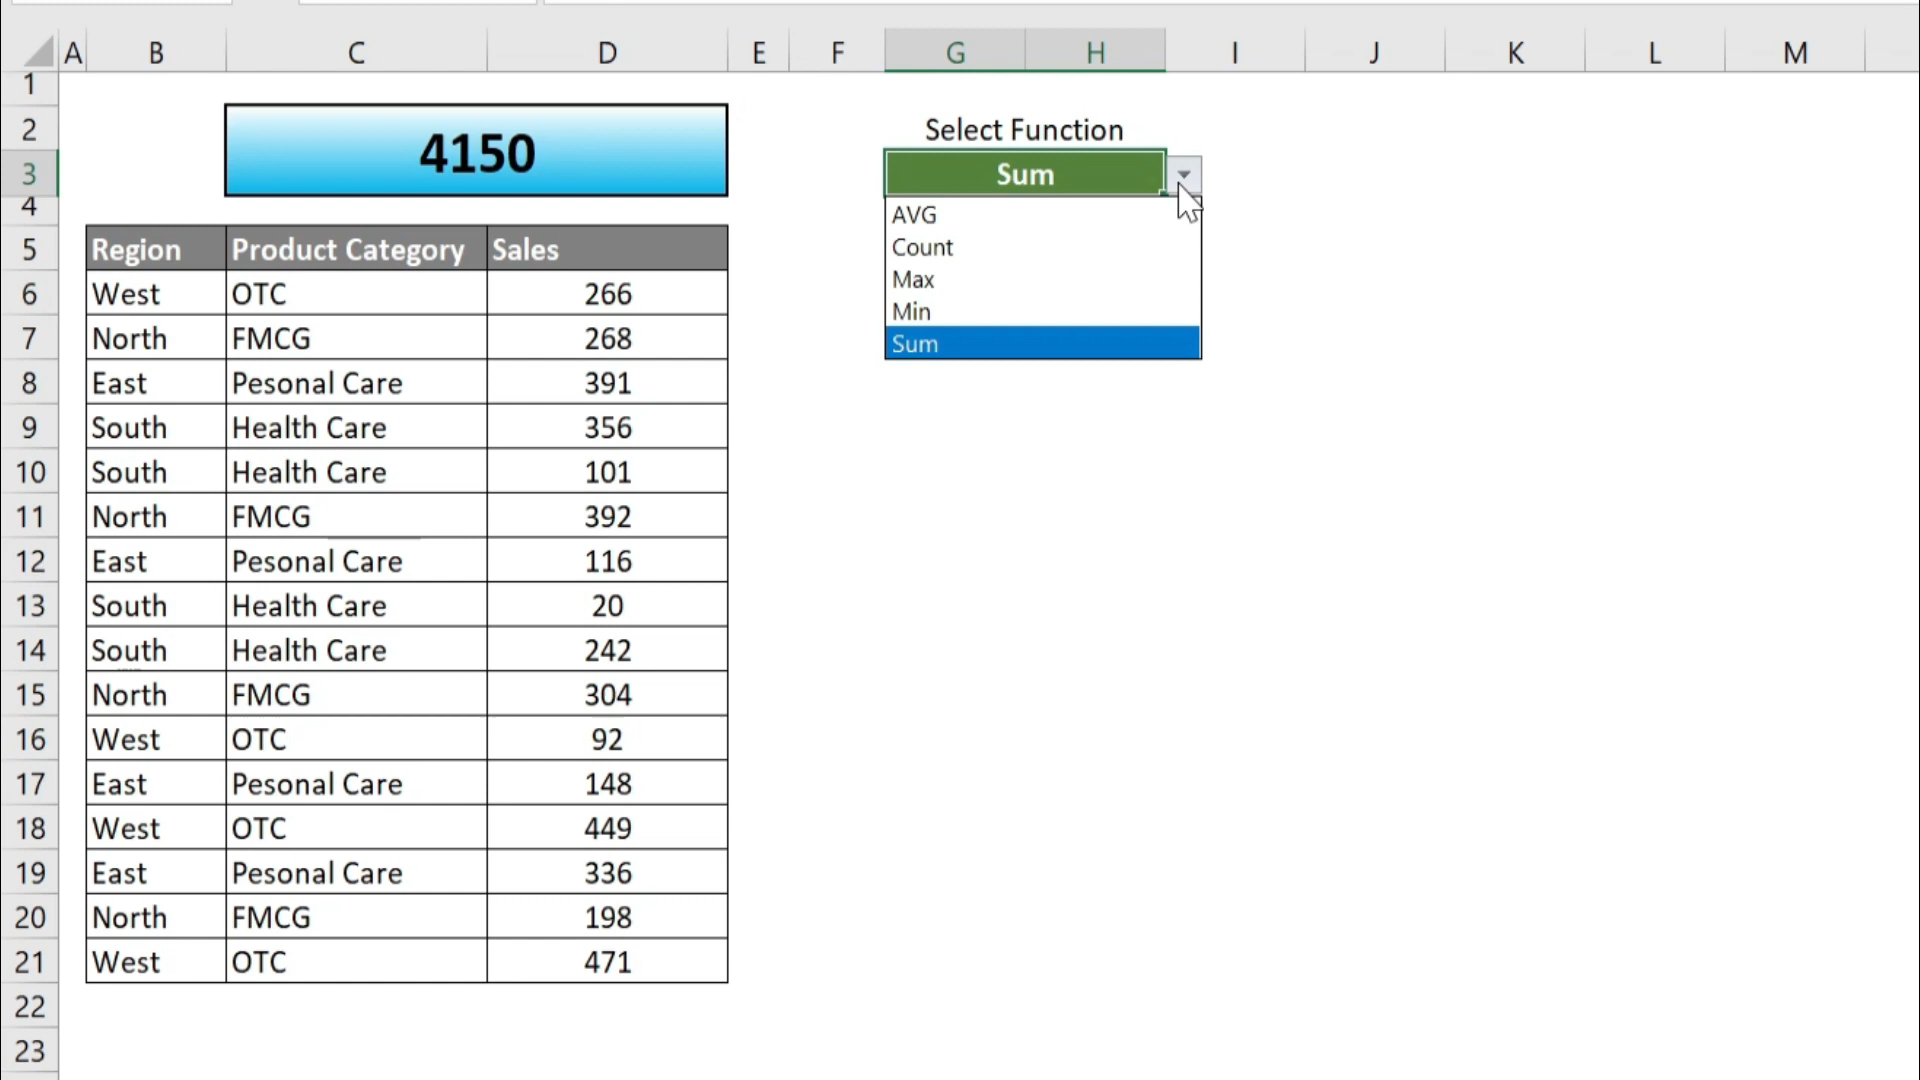 A B C D E F G H I J K L M
1
2 Select Function
4150
3 Sum
4
AVG
Count
Max
Min
Sum
5 Region Product Category Sales
6 West OTC 266
7 North FMCG 268
8 East Pesonal Care 391
9 South Health Care 356
10 South Health Care 101
11 North FMCG 392
12 East Pesonal Care 116
13 South Health Care 20
14 South Health Care 242
15 North FMCG 304
16 West OTC 92
17 East Pesonal Care 148
18 West OTC 449
19 East Pesonal Care 336
20 North FMCG 198
21 West OTC 471
22
23